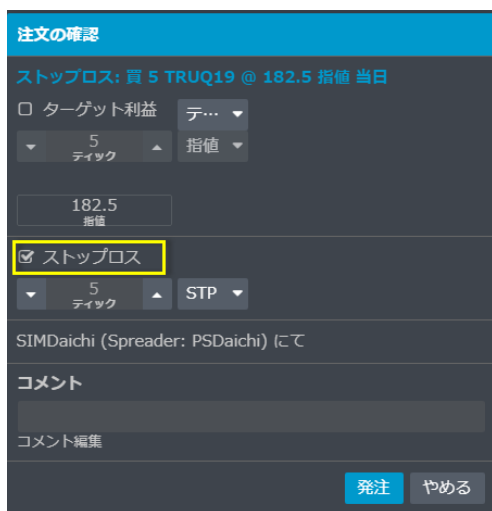 注文の確認
ストップロス: 買 5 TRUQ19 @ 182.5 指値 当日
ターゲット利益 テ…
5 指値
ティック
182.5
指値
ストップロス
5 STP
ティック
SIMDaichi (Spreader: PSDaichi) にて
コメント
コメント編集
発注 やめる